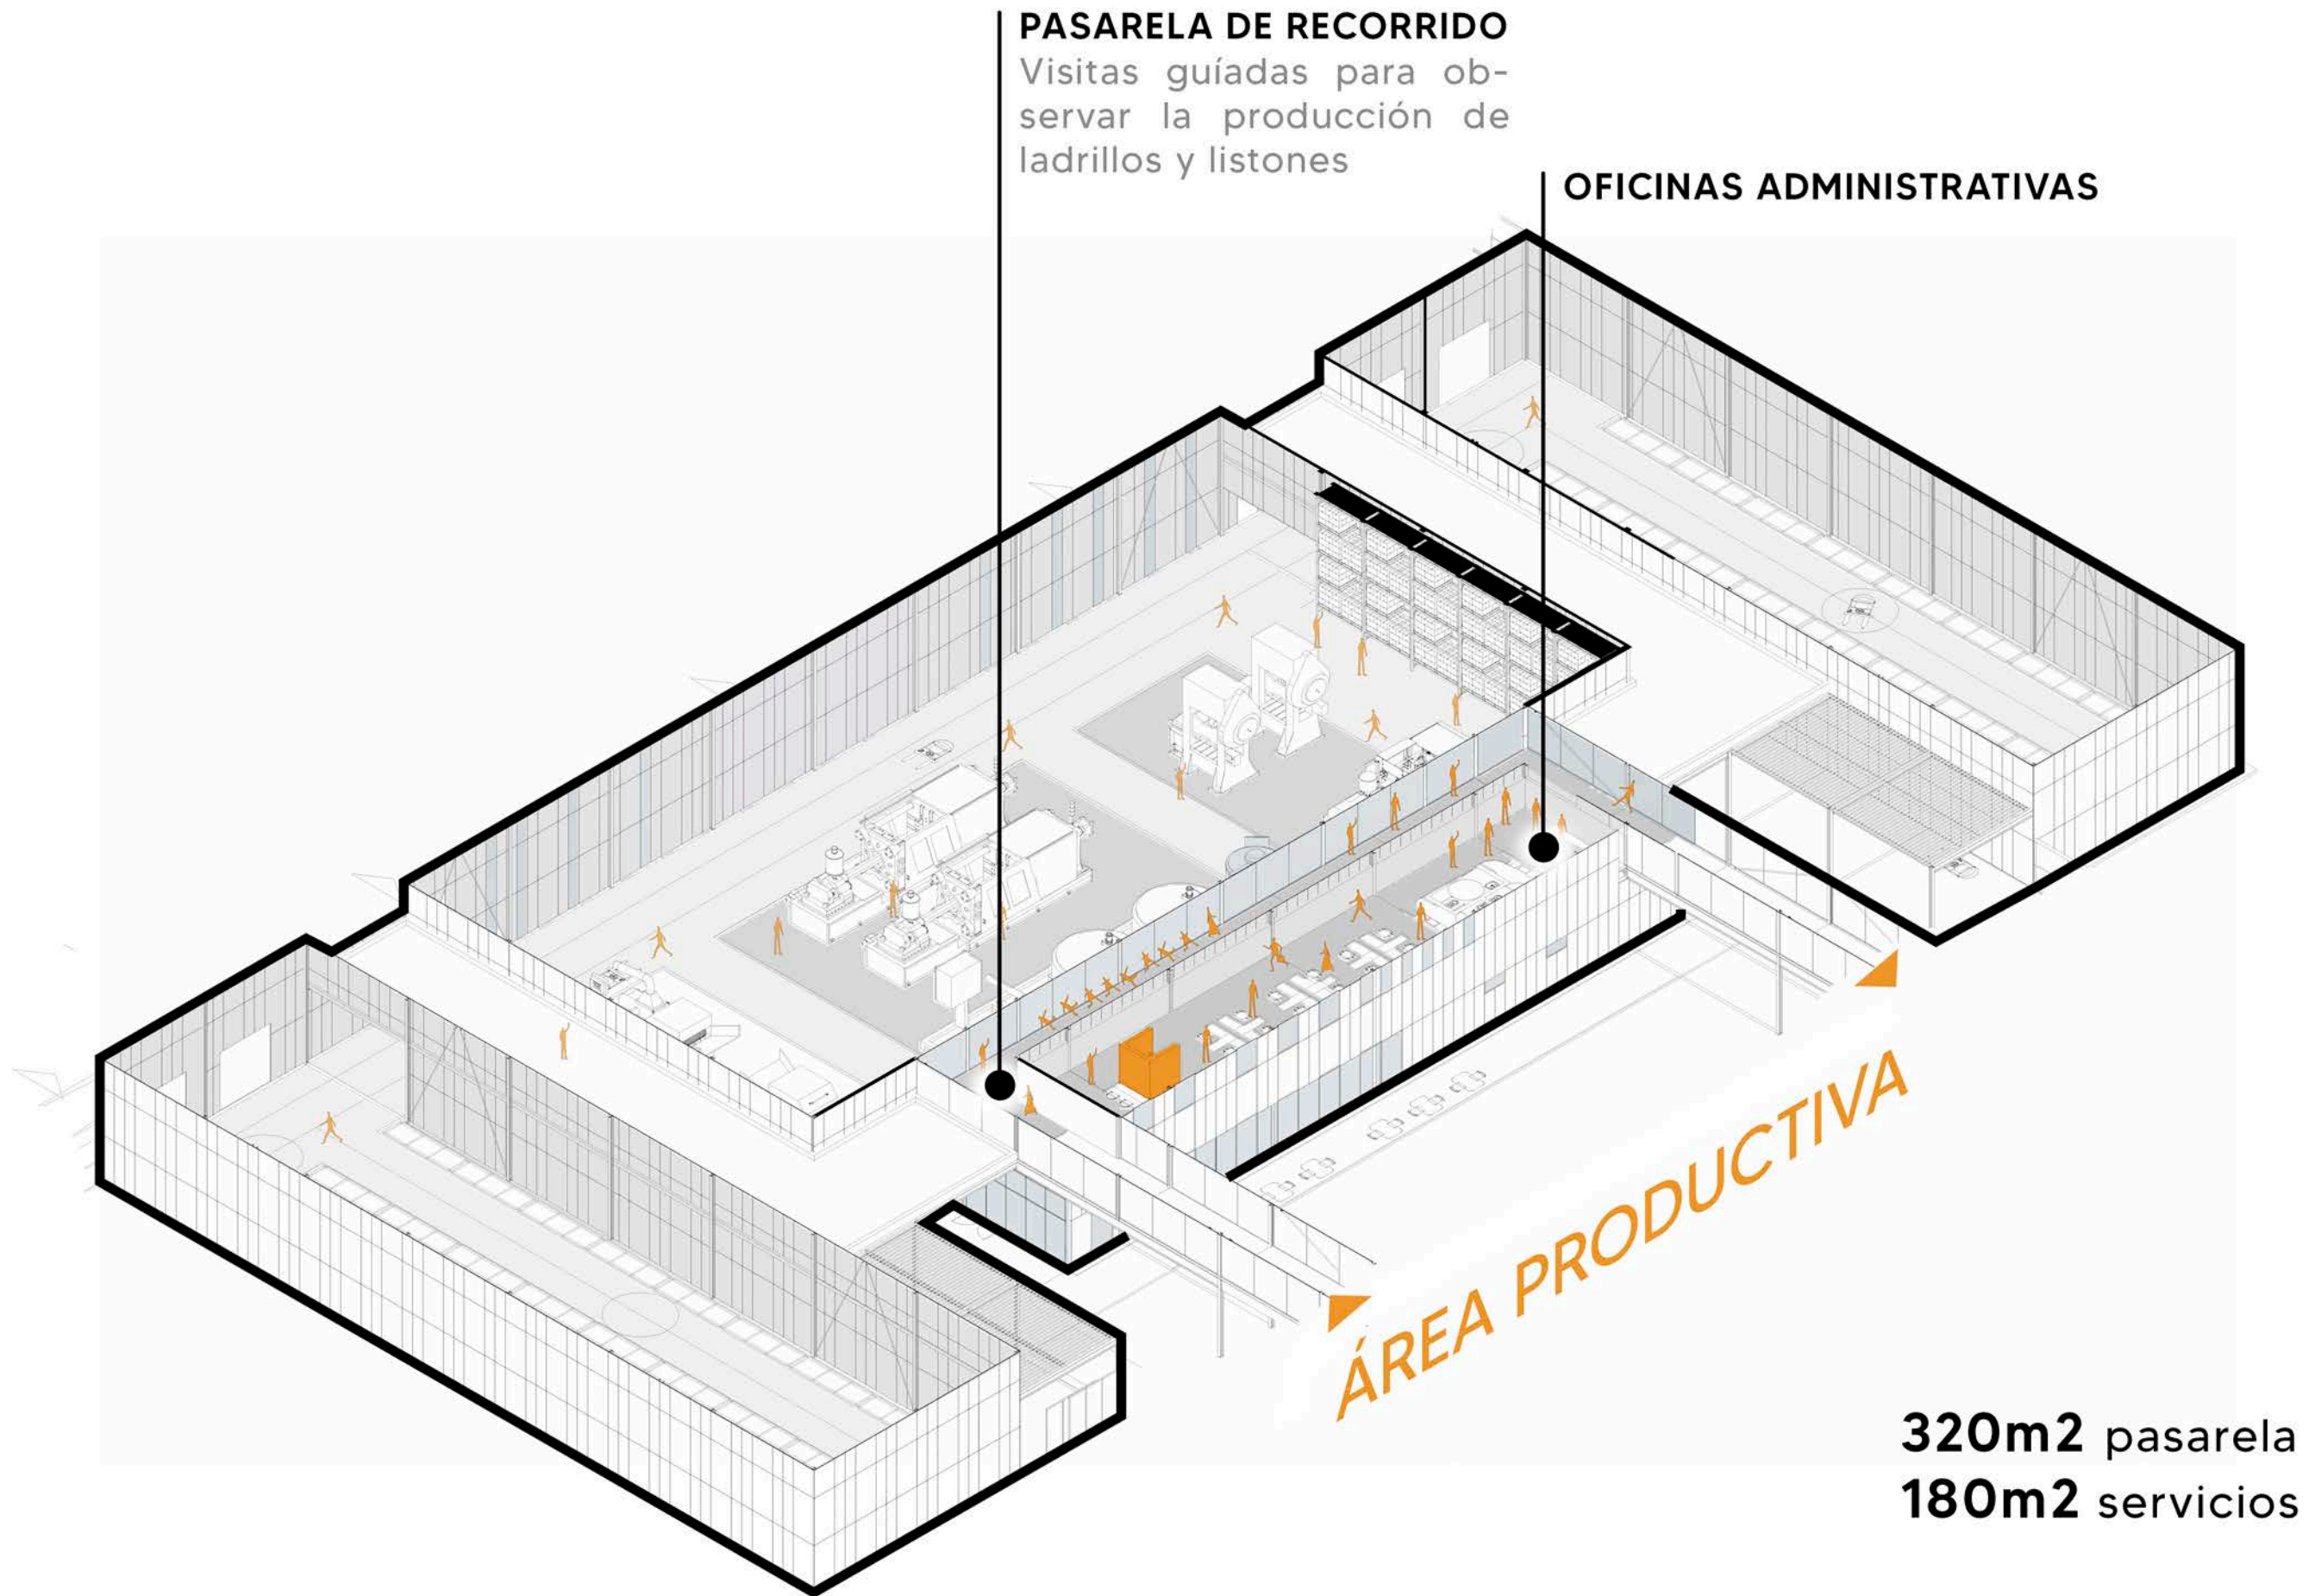 PASARELA DE RECORRIDO
Visitas guíadas para ob-
servar la producción de
ladrillos y listones
OFICINAS ADMINISTRATIVAS
ÁREA PRODUCTIVA
320m2 pasarela
180m2 servicios